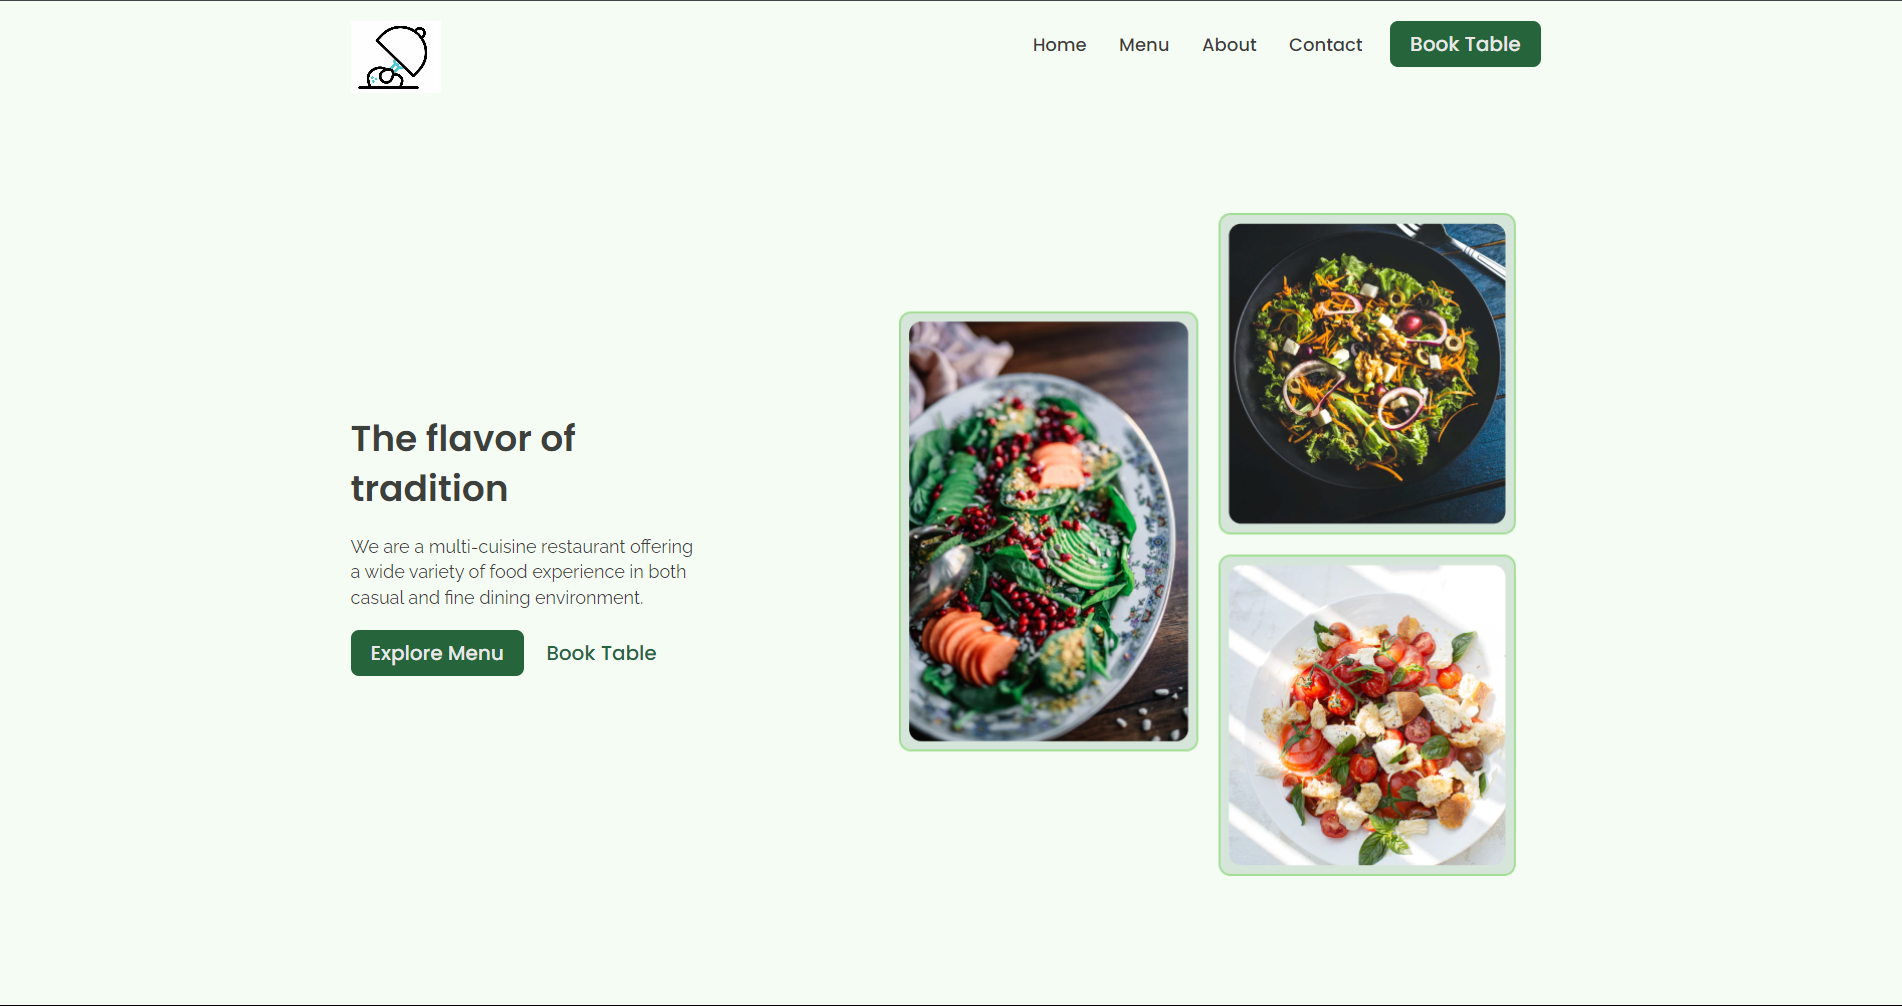 Home
Menu
About
Contact
Book Table
The flavor of
tradition
We are a multi-cuisine restaurant offering
a wide variety of food experience in both
casual and fine dining environment.
Explore Menu
Book Table